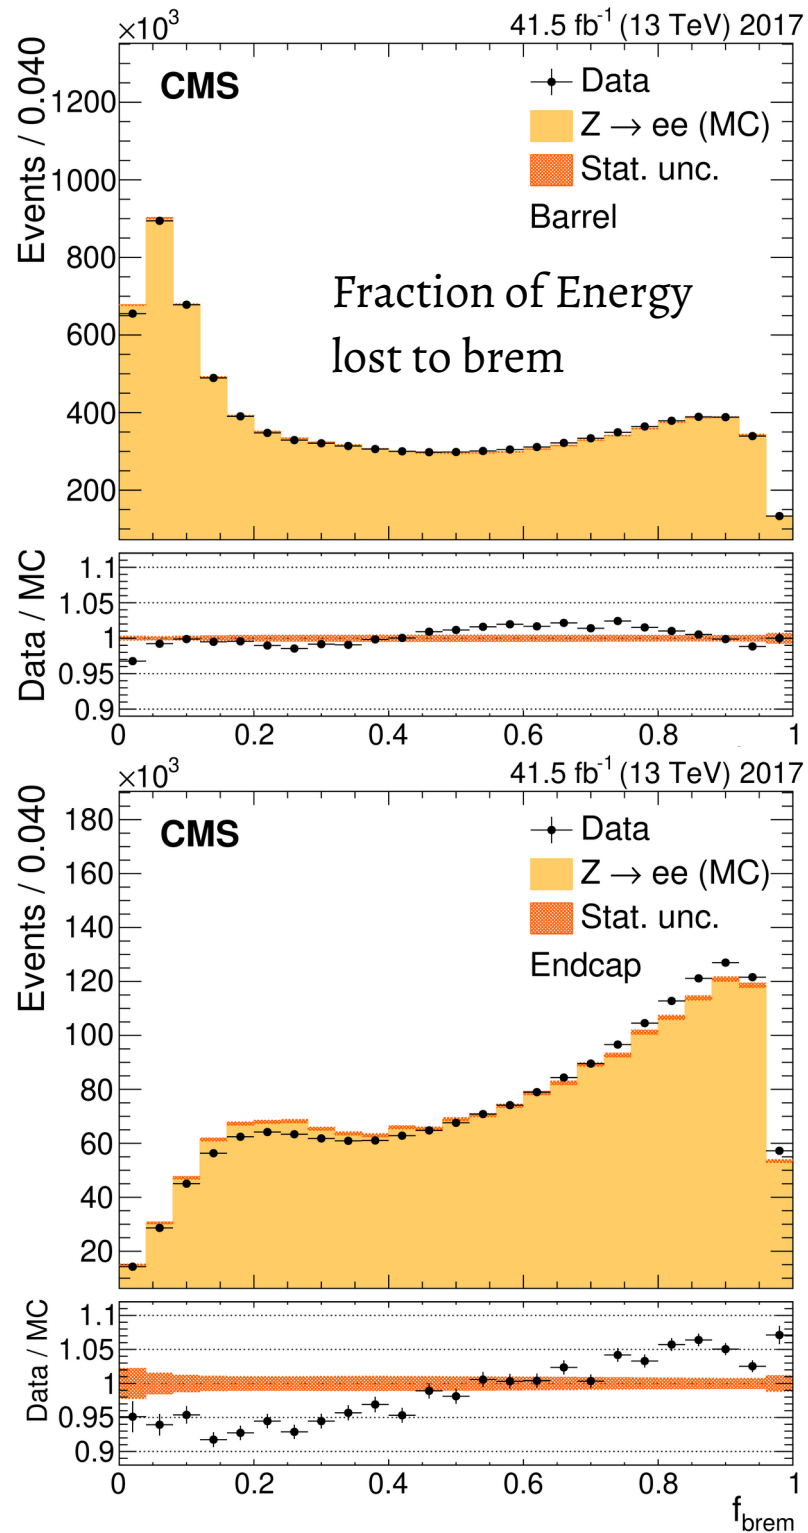 ×10³
41.5 fb⁻¹ (13 TeV) 2017
CMS
Data
Z → ee (MC)
Stat. unc.
Barrel
Fraction of Energy
lost to brem
Events / 0.040
1200
1000
800
600
400
200
Data / MC
1.1
1.05
1
0.95
0.9
0 0.2 0.4 0.6 0.8 1
×10³
41.5 fb⁻¹ (13 TeV) 2017
CMS
Data
Z → ee (MC)
Stat. unc.
Endcap
Events / 0.040
180
160
140
120
100
80
60
40
20
Data / MC
1.1
1.05
1
0.95
0.9
0 0.2 0.4 0.6 0.8 1
f_brem